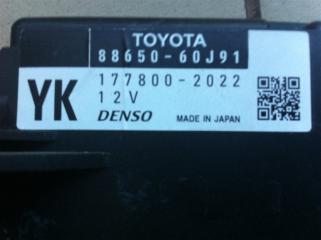 TOYOTA
88650-60J91
YK
177800-2022
12V
DENSO MADE IN JAPAN